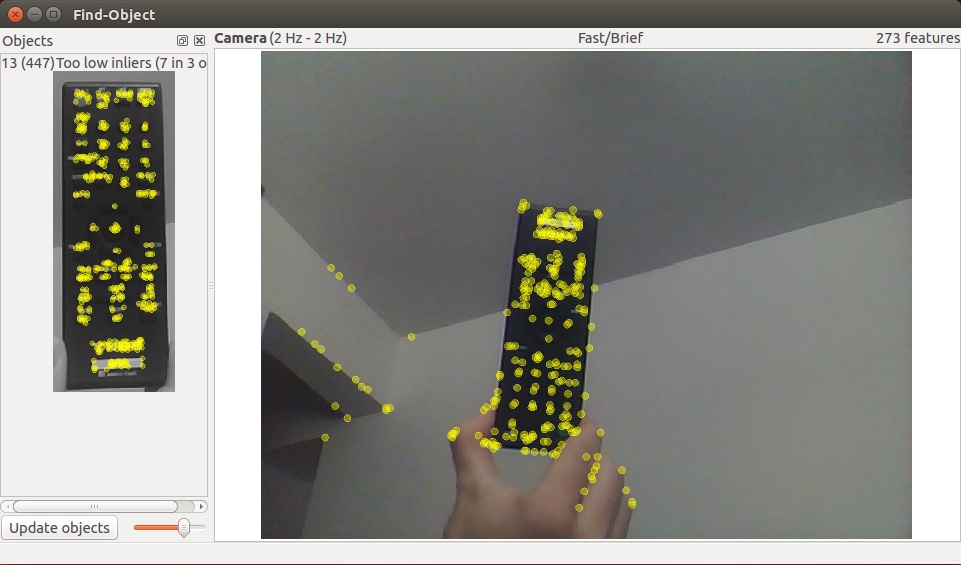 Find-Object
Objects
Camera (2 Hz - 2 Hz)
Fast/Brief
273 features
13 (447)Too low inliers (7 in 3 o
Update objects